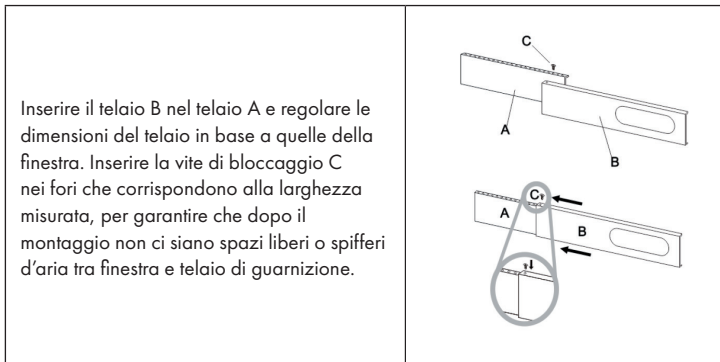 Inserire il telaio B nel telaio A e regolare le
dimensioni del telaio in base a quelle della
finestra. Inserire la vite di bloccaggio C
nei fori che corrispondono alla larghezza
misurata, per garantire che dopo il
montaggio non ci siano spazi liberi o spifferi
d’aria tra finestra e telaio di guarnizione.
C
A
B
C
A
B